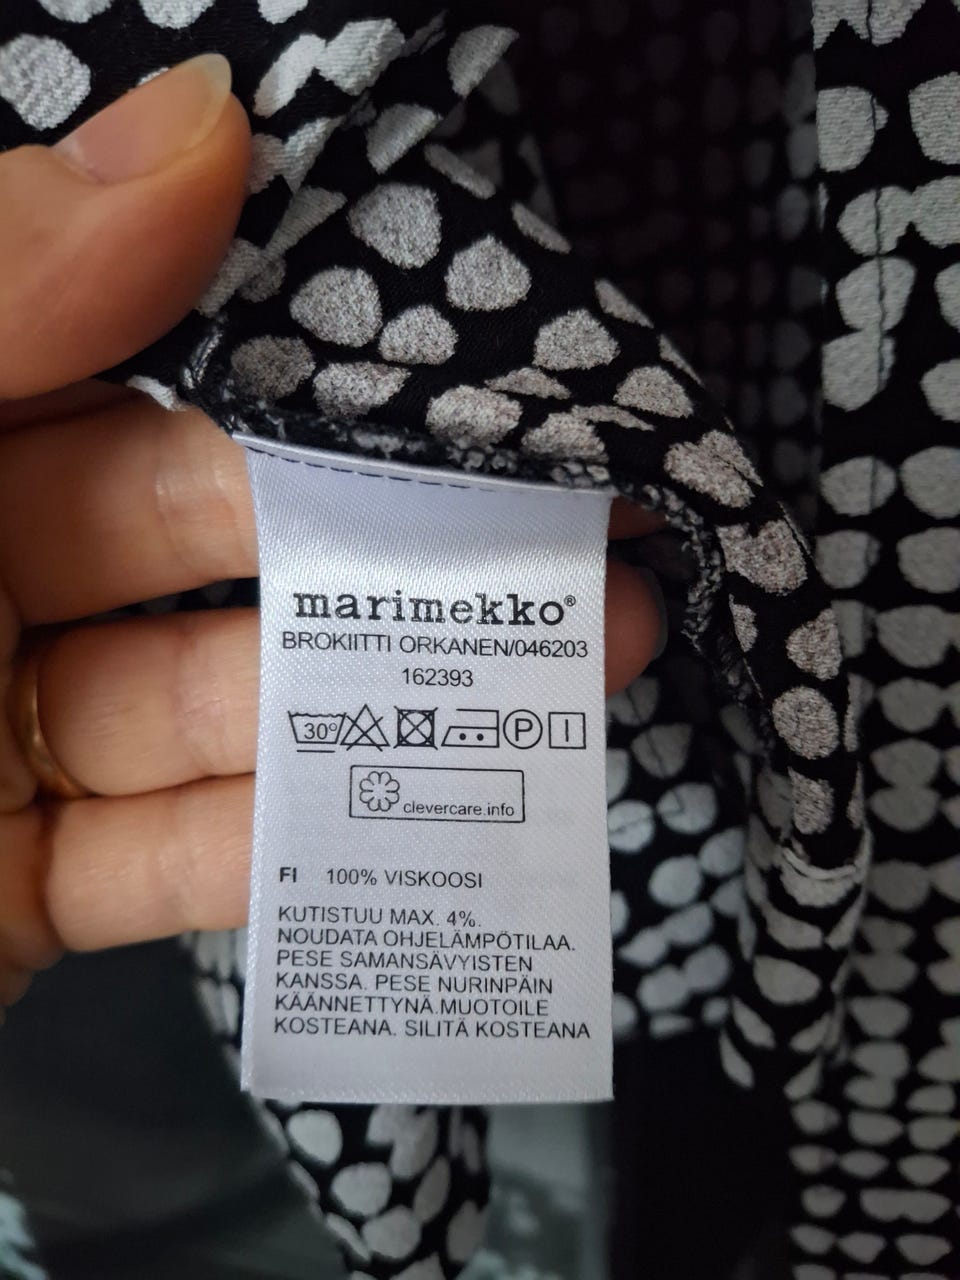 marimekko®
BROKIITTI ORKANEN/046203
162393
30° P
clevercare.info
FI 100% VISKOOSI
KUTISTUU MAX. 4%.
NOUDATA OHJELÄMPÖTILAA.
PESE SAMANSÄVYISTEN
KANSSA. PESE NURINPÄIN
KÄÄNNETTYNÄ.MUOTOILE
KOSTEANA. SILITÄ KOSTEANA